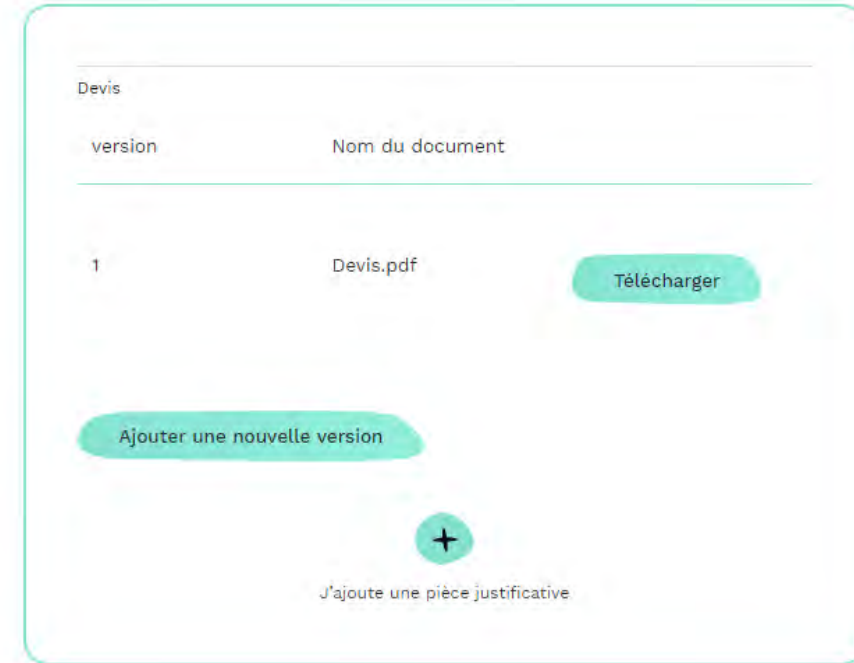 Devis
version Nom du document
1 Devis.pdf Télécharger
Ajouter une nouvelle version
J'ajoute une pièce justificative